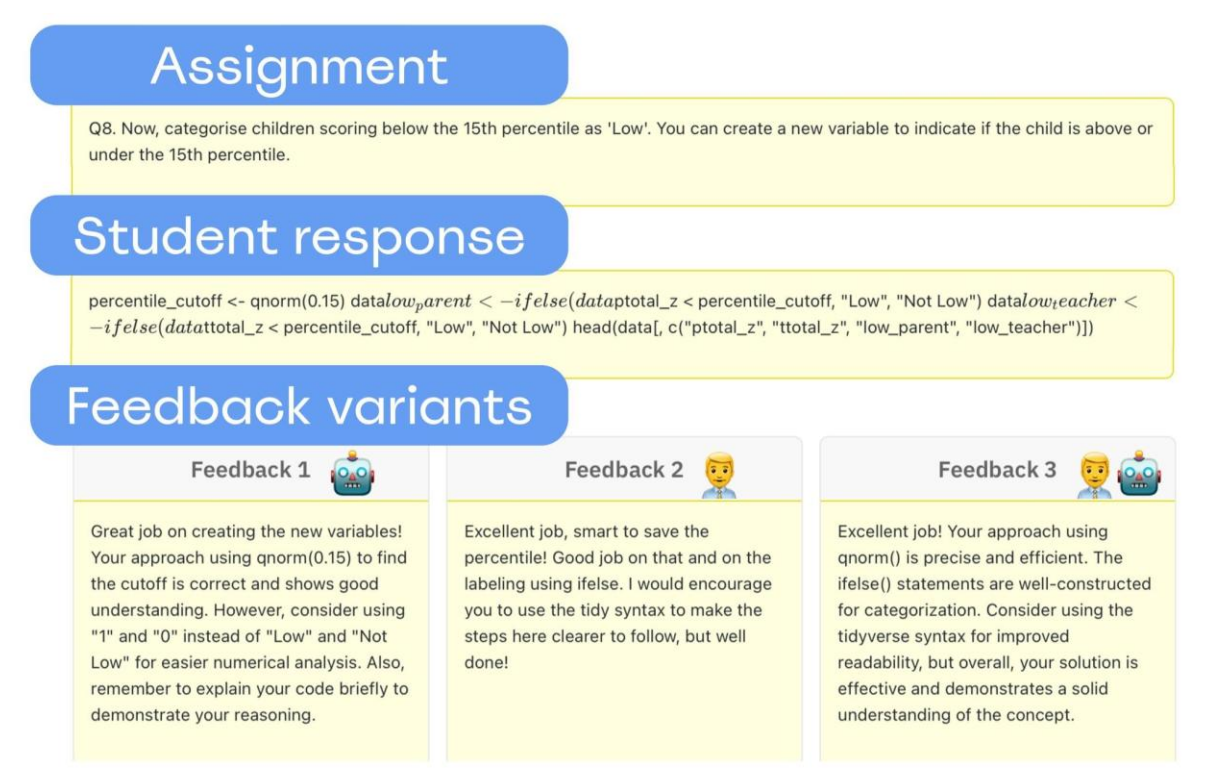 Assignment
Q8. Now, categorise children scoring below the 15th percentile as 'Low'. You can create a new variable to indicate if the child is above or
under the 15th percentile.
Student response
percentile_cutoff <- qnorm(0.15) datalow_parent < −ifelse(dataptotal_z < percentile_cutoff, "Low", "Not Low") datalow_teacher <
−ifelse(datattotal_z < percentile_cutoff, "Low", "Not Low") head(data[, c("ptotal_z", "ttotal_z", "low_parent", "low_teacher")])
Feedback variants
Feedback 1
Great job on creating the new variables!
Your approach using qnorm(0.15) to find
the cutoff is correct and shows good
understanding. However, consider using
"1" and "0" instead of "Low" and "Not
Low" for easier numerical analysis. Also,
remember to explain your code briefly to
demonstrate your reasoning.
Feedback 2
Excellent job, smart to save the
percentile! Good job on that and on the
labeling using ifelse. I would encourage
you to use the tidy syntax to make the
steps here clearer to follow, but well
done!
Feedback 3
Excellent job! Your approach using
qnorm() is precise and efficient. The
ifelse() statements are well-constructed
for categorization. Consider using the
tidyverse syntax for improved
readability, but overall, your solution is
effective and demonstrates a solid
understanding of the concept.